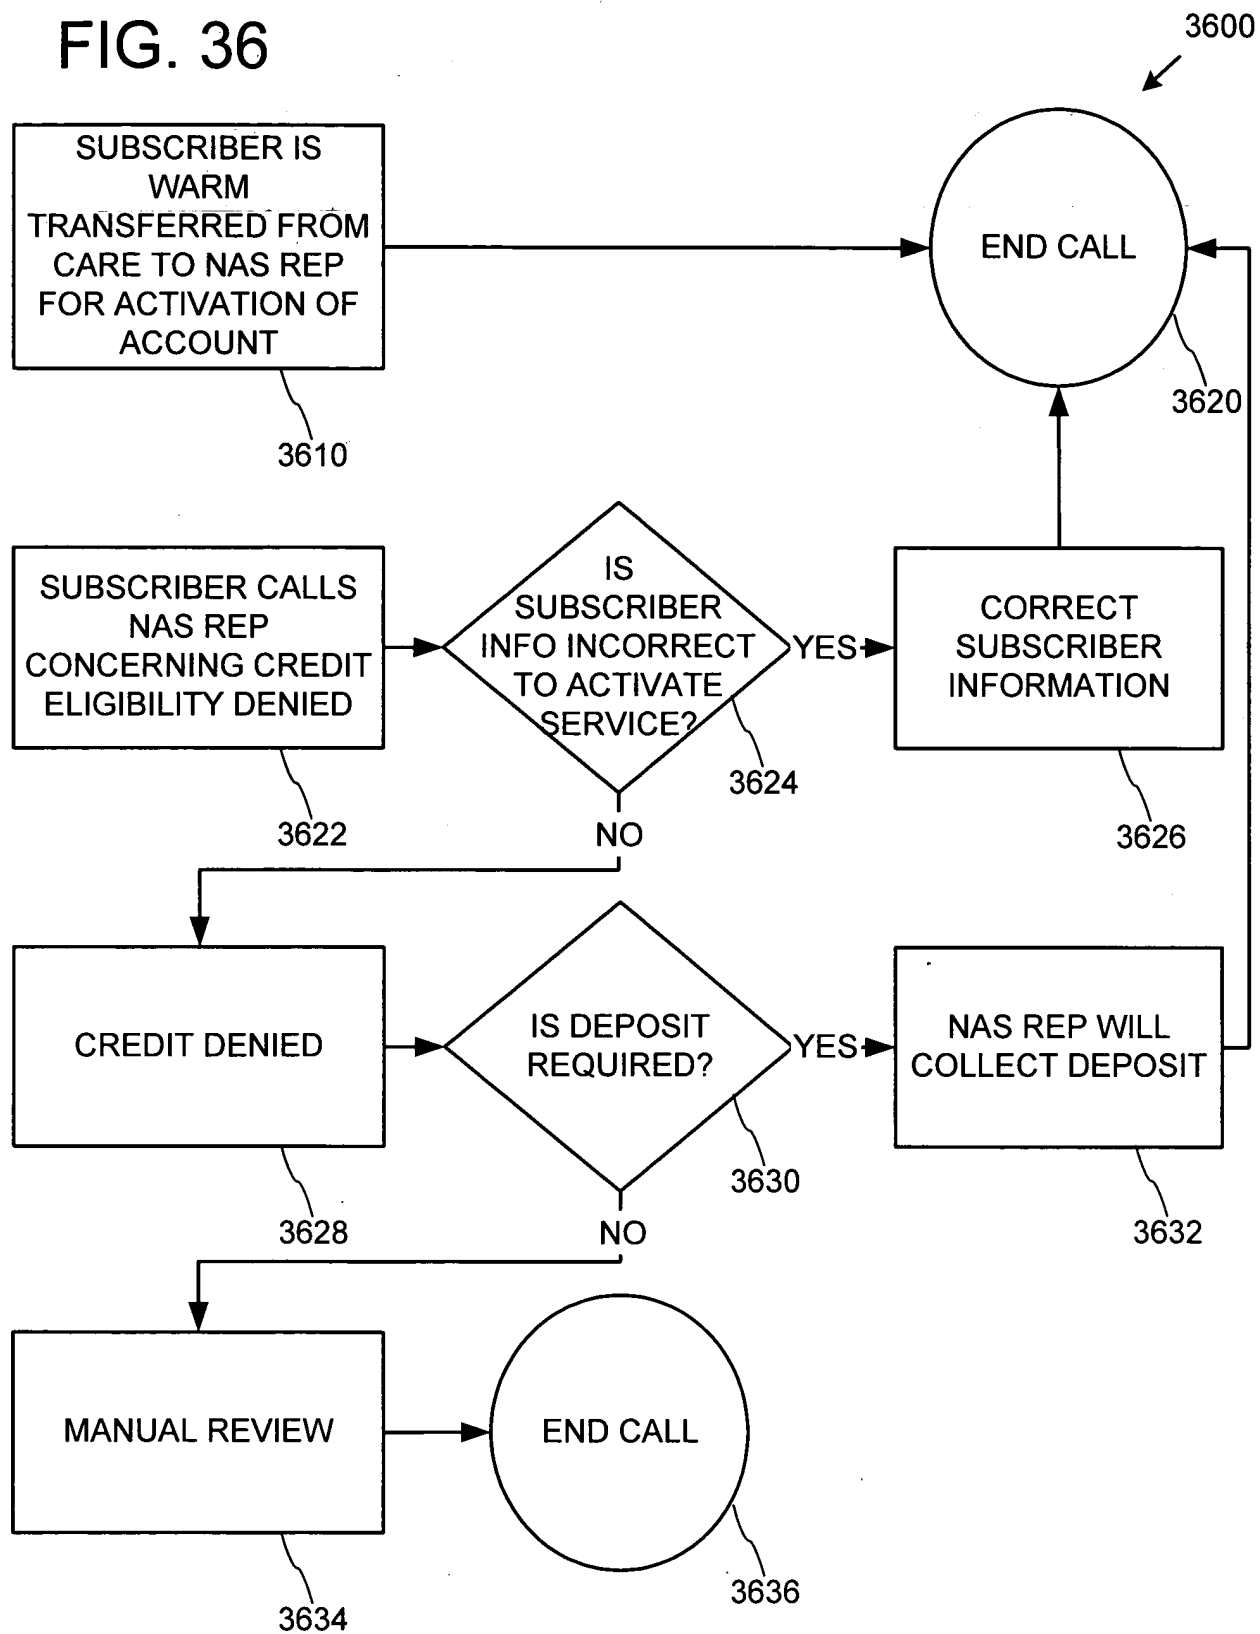 FIG. 36
3600
SUBSCRIBER IS
WARM
TRANSFERRED FROM
CARE TO NAS REP
FOR ACTIVATION OF
ACCOUNT
3610
END CALL
3620
SUBSCRIBER CALLS
NAS REP
CONCERNING CREDIT
ELIGIBILITY DENIED
3622
IS
SUBSCRIBER
INFO INCORRECT
TO ACTIVATE
SERVICE?
3624
YES
CORRECT
SUBSCRIBER
INFORMATION
3626
NO
CREDIT DENIED
3628
IS DEPOSIT
REQUIRED?
3630
YES
NAS REP WILL
COLLECT DEPOSIT
3632
NO
MANUAL REVIEW
3634
END CALL
3636